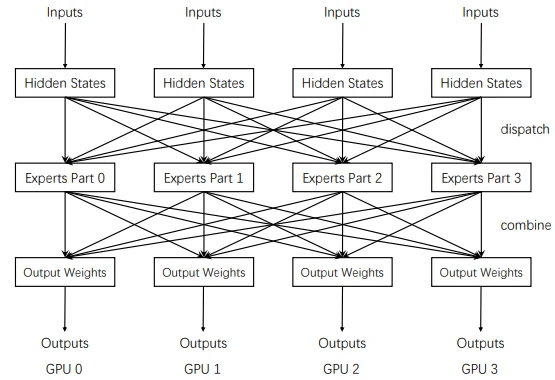 Inputs Inputs Inputs Inputs
Hidden States Hidden States Hidden States Hidden States
dispatch
Experts Part 0 Experts Part 1 Experts Part 2 Experts Part 3
combine
Output Weights Output Weights Output Weights Output Weights
Outputs Outputs Outputs Outputs
GPU 0 GPU 1 GPU 2 GPU 3